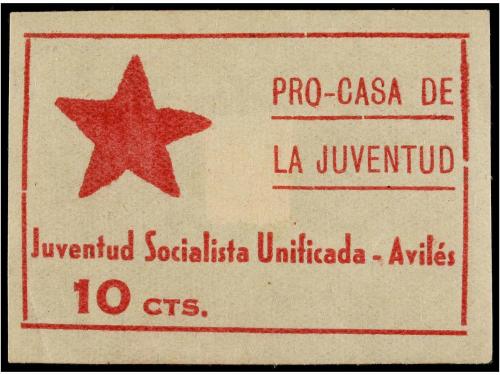 PRO-CASA DE
LA JUVENTUD
Juventud Socialista Unificada - Avilés
10 CTS.